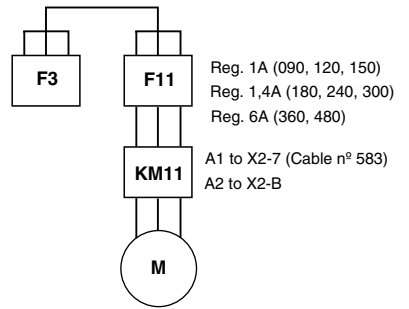 F3
F11
Reg. 1A (090, 120, 150)
Reg. 1,4A (180, 240, 300)
Reg. 6A (360, 480)
KM11
A1 to X2-7 (Cable nº 583)
A2 to X2-B
M